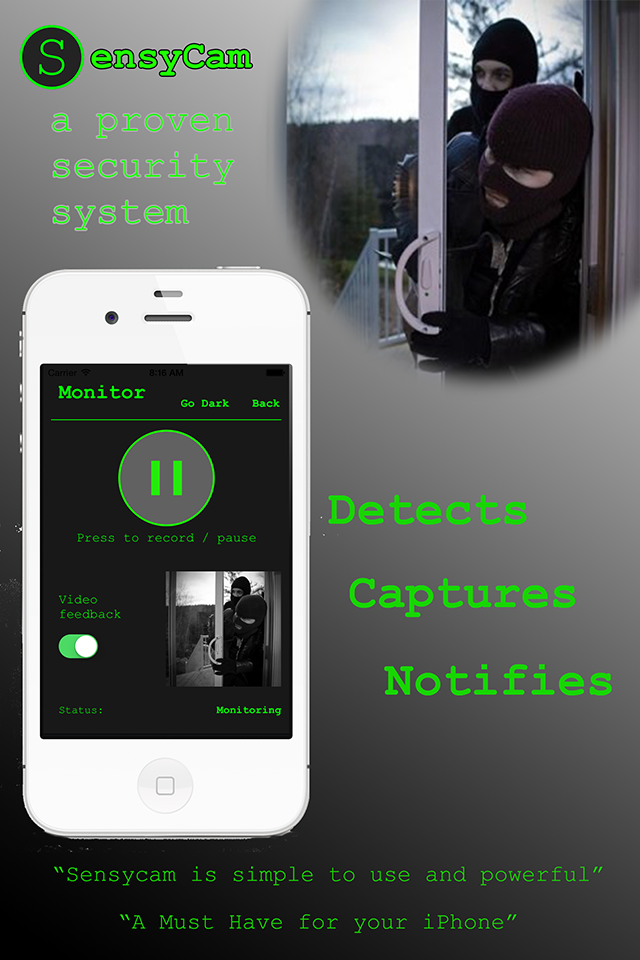 SensyCam
a proven
security
system
Carrier 8:16 AM
Monitor
Go Dark Back
Press to record / pause
Video
feedback
Status: Monitoring
Detects
Captures
Notifies
“Sensycam is simple to use and powerful”
“A Must Have for your iPhone”